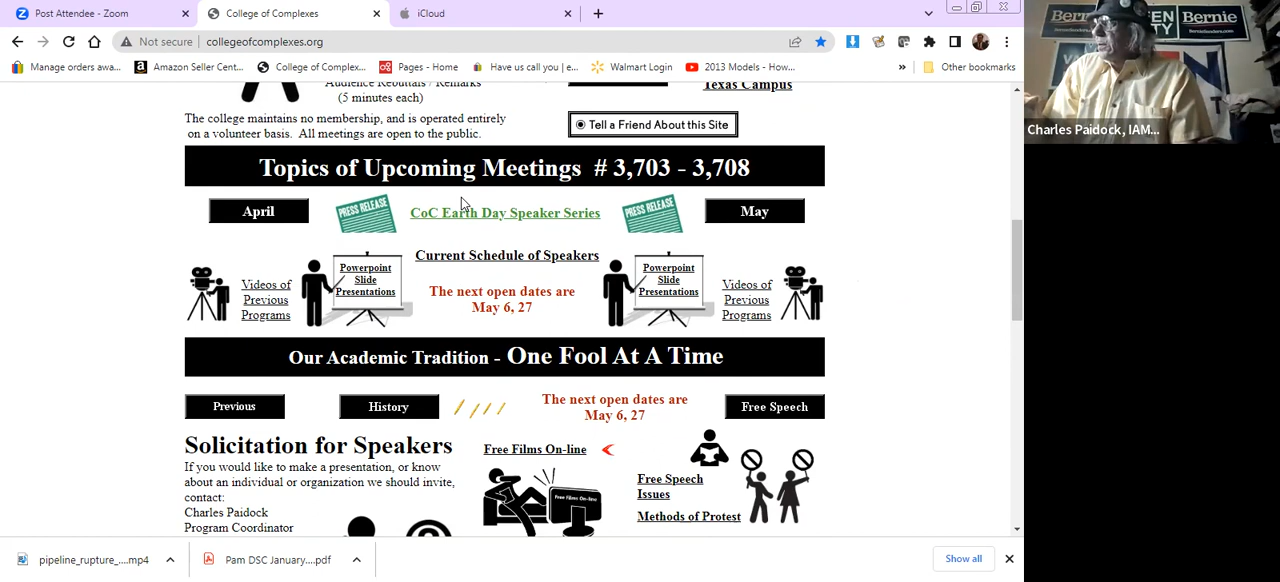 Post Attendee - Zoom
College of Complexes
iCloud
Not secure
collegeofcomplexes.org
Manage orders awa...
Amazon Seller Cent...
College of Complex...
Pages - Home
Have us call you | e...
Walmart Login
2013 Models - How...
»
Other bookmarks
Audience Rebuttals / Remarks
(5 minutes each)
Texas Campus
The college maintains no membership, and is operated entirely
on a volunteer basis. All meetings are open to the public.
Tell a Friend About this Site
Topics of Upcoming Meetings # 3,703 - 3,708
April
PRESS RELEASE
CoC Earth Day Speaker Series
PRESS RELEASE
May
Current Schedule of Speakers
Videos of
Previous
Programs
Powerpoint
Slide
Presentations
The next open dates are
May 6, 27
Powerpoint
Slide
Presentations
Videos of
Previous
Programs
Our Academic Tradition - One Fool At A Time
Previous
History
The next open dates are
May 6, 27
Free Speech
Solicitation for Speakers
If you would like to make a presentation, or know
about an individual or organization we should invite,
contact:
Charles Paidock
Program Coordinator
Free Films On-line
Free Films On-line
Free Speech
Issues
Methods of Protest
pipeline_rupture_....mp4
Pam DSC January....pdf
Show all
Bernie
Charles Paidock, IAM...